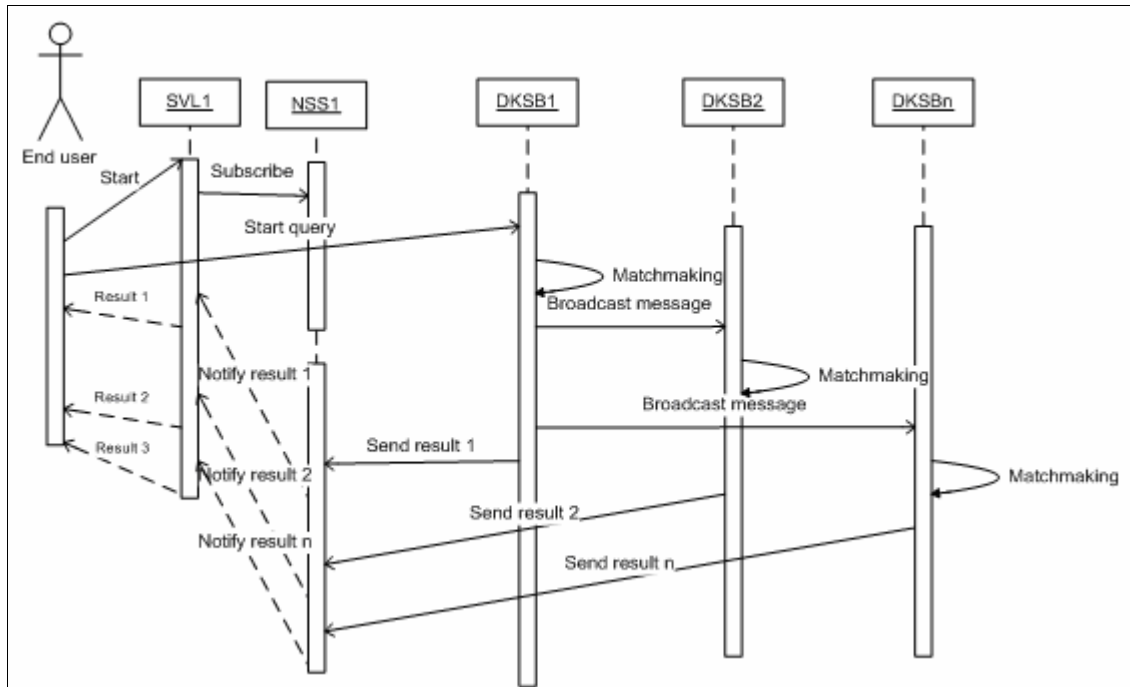 SVL1
NSS1
DKSB1
DKSB2
DKSBn
End user
Start
Subscribe
Start query
Matchmaking
Result 1
Broadcast message
Notify result 1
Matchmaking
Result 2
Broadcast message
Result 3
Send result 1
Notify result 2
Matchmaking
Send result 2
Notify result n
Send result n